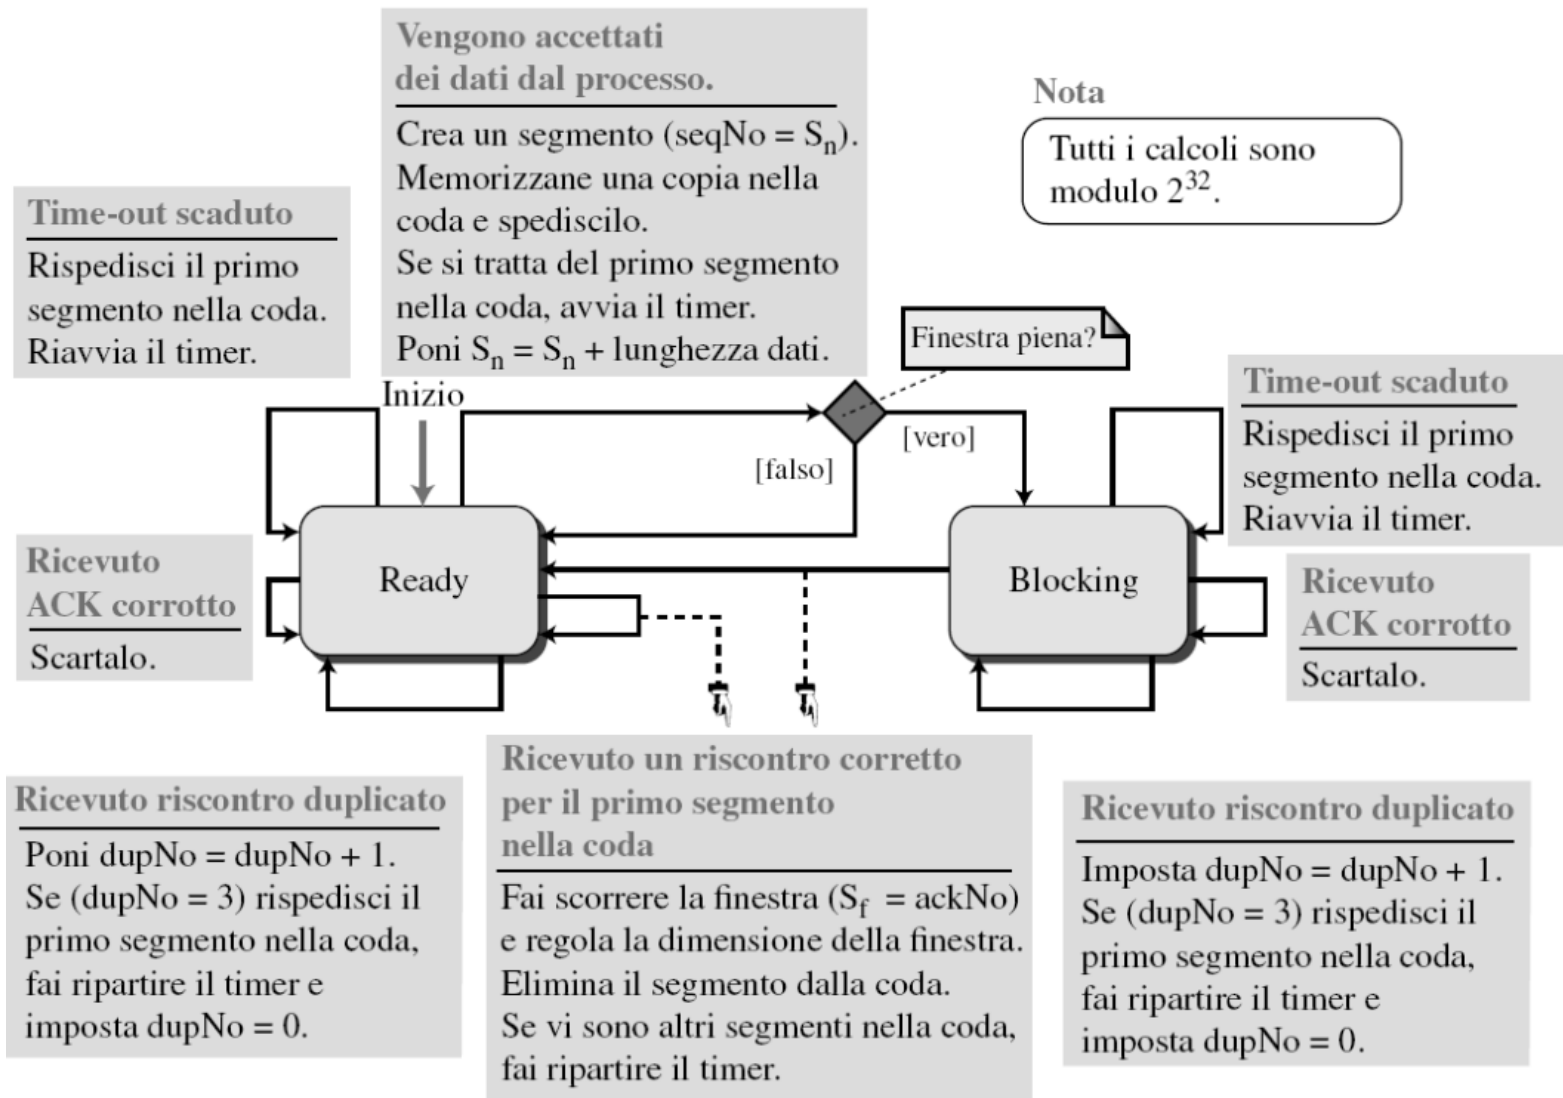 Vengono accettati
dei dati dal processo.
Crea un segmento (seqNo = Sₙ).
Memorizzane una copia nella
coda e spediscilo.
Se si tratta del primo segmento
nella coda, avvia il timer.
Poni Sₙ = Sₙ + lunghezza dati.
Nota
Tutti i calcoli sono
modulo 2³².
Time-out scaduto
Rispedisci il primo
segmento nella coda.
Riavvia il timer.
Finestra piena?
Inizio
[vero]
[falso]
Time-out scaduto
Rispedisci il primo
segmento nella coda.
Riavvia il timer.
Ricevuto
ACK corrotto
Scartalo.
Ready
Blocking
Ricevuto
ACK corrotto
Scartalo.
Ricevuto riscontro duplicato
Poni dupNo = dupNo + 1.
Se (dupNo = 3) rispedisci il
primo segmento nella coda,
fai ripartire il timer e
imposta dupNo = 0.
Ricevuto un riscontro corretto
per il primo segmento
nella coda
Fai scorrere la finestra (S_f = ackNo)
e regola la dimensione della finestra.
Elimina il segmento dalla coda.
Se vi sono altri segmenti nella coda,
fai ripartire il timer.
Ricevuto riscontro duplicato
Imposta dupNo = dupNo + 1.
Se (dupNo = 3) rispedisci il
primo segmento nella coda,
fai ripartire il timer e
imposta dupNo = 0.